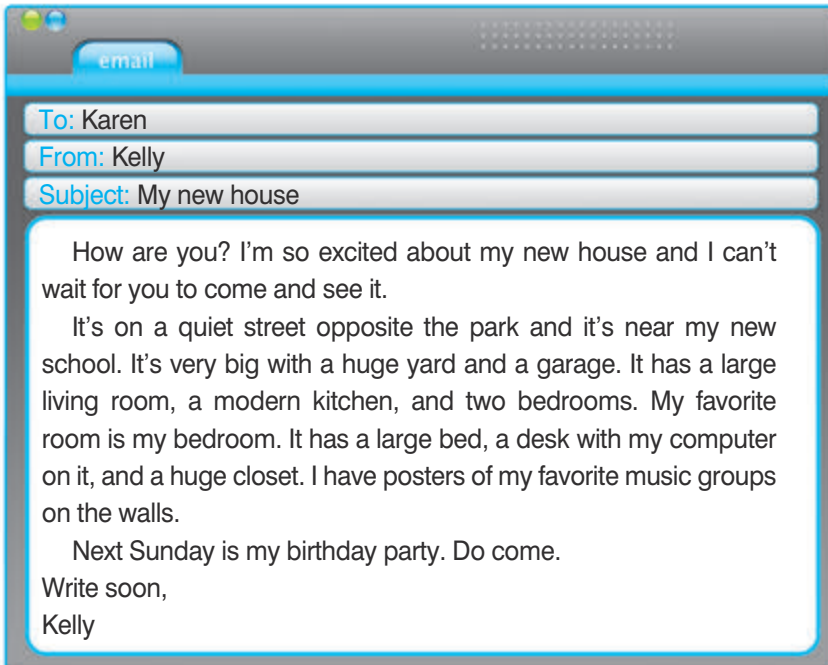 email
To: Karen
From: Kelly
Subject: My new house
How are you? I'm so excited about my new house and I can't
wait for you to come and see it.
It's on a quiet street opposite the park and it's near my new
school. It's very big with a huge yard and a garage. It has a large
living room, a modern kitchen, and two bedrooms. My favorite
room is my bedroom. It has a large bed, a desk with my computer
on it, and a huge closet. I have posters of my favorite music groups
on the walls.
Next Sunday is my birthday party. Do come.
Write soon,
Kelly